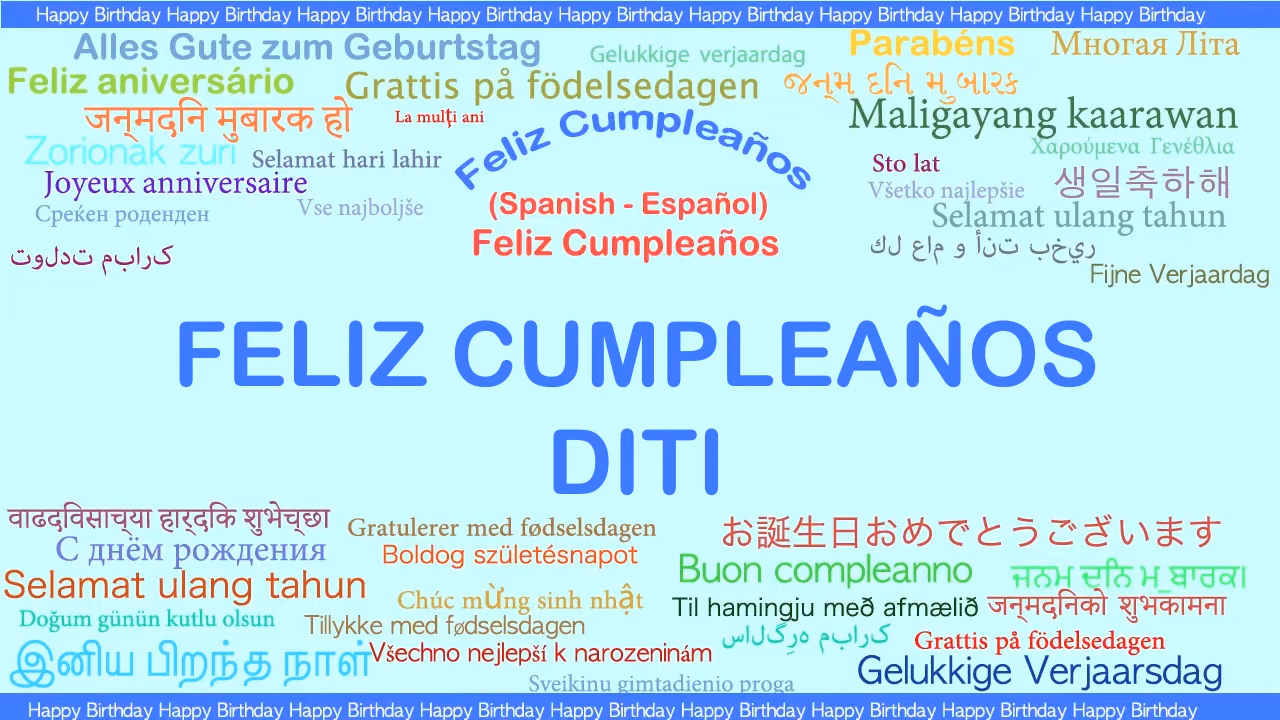 Happy Birthday Happy Birthday Happy Birthday Happy Birthday Happy Birthday Happy Birthday Happy Birthday Happy Birthday Happy Birthday
Alles Gute zum Geburtstag
Gelukkige verjaardag
Parabéns
Многая Літа
Feliz aniversário
Grattis på födelsedagen
જન્મ દિન મુબારક
जन्मदिन मुबारक हो
La mulţi ani
Feliz Cumpleaños
Maligayang kaarawan
Zorionak zuri
Selamat hari lahir
Sto lat
Χαρούμενα Γενέθλια
Joyeux anniversaire
(Spanish - Español)
Všetko najlepšie
생일축하해
Срекен роденден
Vse najboljše
Feliz Cumpleaños
Selamat ulang tahun
تولدت مبارک
كل عام و أنت بخير
Fijne Verjaardag
FELIZ CUMPLEAÑOS
DITI
वाढदिवसाच्या हार्दिक शुभेच्छा
Gratulerer med fødselsdagen
お誕生日おめでとうございます
С днём рождения
Boldog születésnapot
Buon compleanno
ਜਨਮ ਦਿਨ ਮੁਬਾਰਕ।
Selamat ulang tahun
Chúc mừng sinh nhật
Til hamingju með afmælið
जन्मदिनको शुभकामना
Doğum günün kutlu olsun
Tillykke med fødselsdagen
سالگرہ مبارک
Grattis på födelsedagen
இனிய பிறந்த நாள்
Všechno nejlepší k narozeninám
Gelukkige Verjaarsdag
Sveikinu gimtadienio proga
Happy Birthday Happy Birthday Happy Birthday Happy Birthday Happy Birthday Happy Birthday Happy Birthday Happy Birthday Happy Birthday